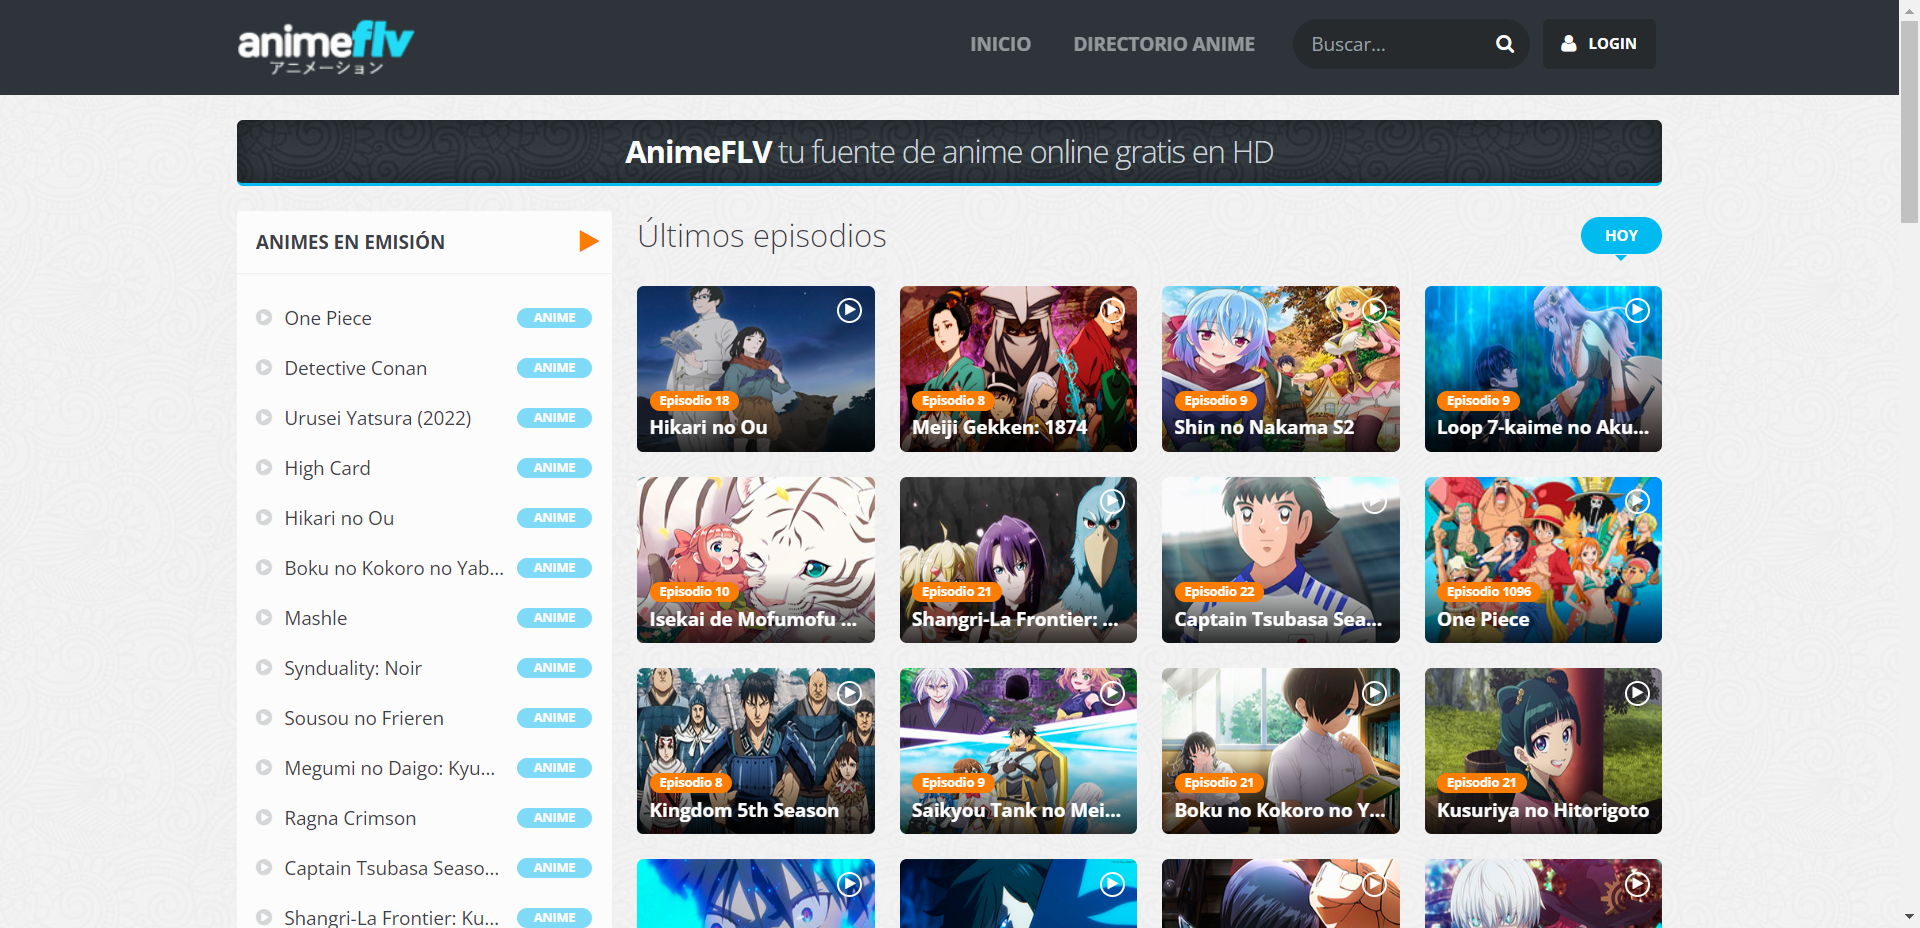 animeflv
アニメーション
INICIO
DIRECTORIO ANIME
Buscar...
LOGIN
AnimeFLV tu fuente de anime online gratis en HD
ANIMES EN EMISIÓN
One Piece ANIME
Detective Conan ANIME
Urusei Yatsura (2022) ANIME
High Card ANIME
Hikari no Ou ANIME
Boku no Kokoro no Yab... ANIME
Mashle ANIME
Synduality: Noir ANIME
Sousou no Frieren ANIME
Megumi no Daigo: Kyu... ANIME
Ragna Crimson ANIME
Captain Tsubasa Seaso... ANIME
Shangri-La Frontier: Ku... ANIME
Últimos episodios
HOY
Episodio 18
Hikari no Ou
Episodio 8
Meiji Gekken: 1874
Episodio 9
Shin no Nakama S2
Episodio 9
Loop 7-kaime no Aku...
Episodio 10
Isekai de Mofumofu ...
Episodio 21
Shangri-La Frontier: ...
Episodio 22
Captain Tsubasa Sea...
Episodio 1096
One Piece
Episodio 8
Kingdom 5th Season
Episodio 9
Saikyou Tank no Mei...
Episodio 21
Boku no Kokoro no Y...
Episodio 21
Kusuriya no Hitorigoto